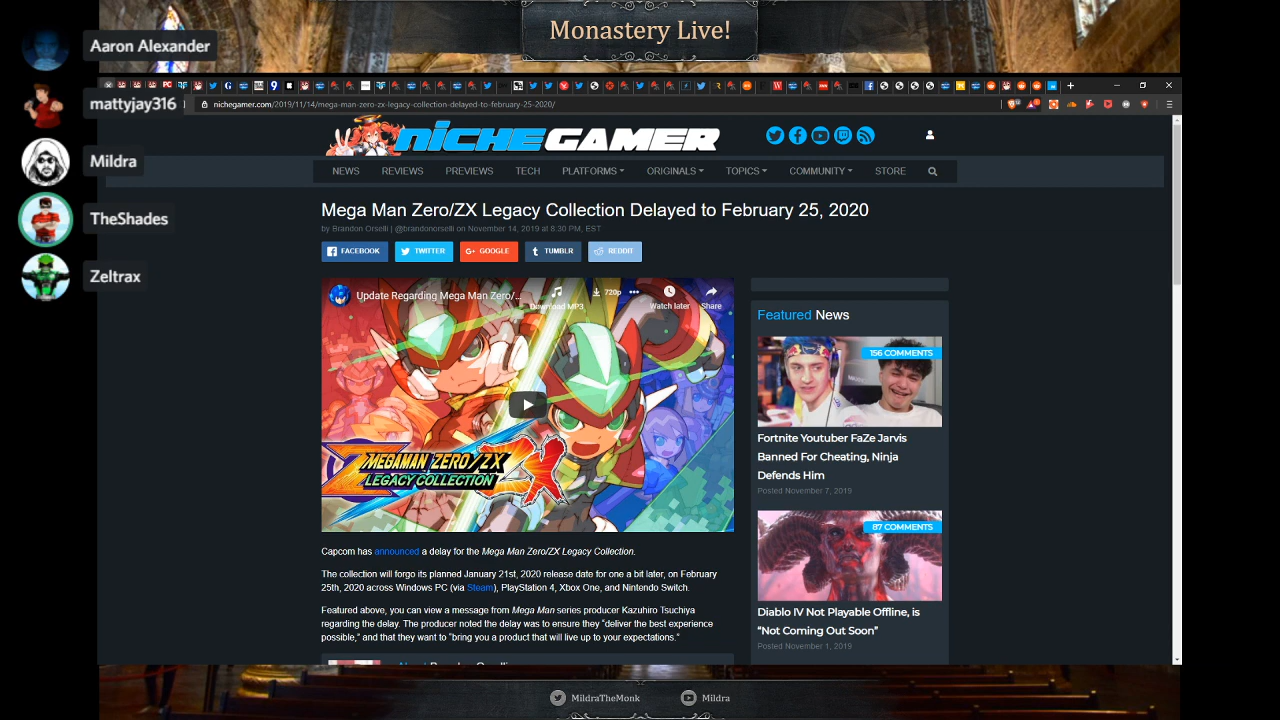 Monastery Live!
Aaron Alexander
mattyjay316
Mildra
TheShades
Zeltrax
nichegamer.com/2019/11/14/mega-man-zero-zx-legacy-collection-delayed-to-february-25-2020/
NICHEGAMER
NEWS REVIEWS PREVIEWS TECH PLATFORMS ORIGINALS TOPICS COMMUNITY STORE
Mega Man Zero/ZX Legacy Collection Delayed to February 25, 2020
by Brandon Orselli | @brandonorselli on November 14, 2019 at 8:30 PM, EST
FACEBOOK TWITTER G+ GOOGLE t TUMBLR REDDIT
Update Regarding Mega Man Zero/...
Download MP3 720p Watch later Share
MEGAMAN ZERO/ZX
LEGACY COLLECTION
ZX
Capcom has announced a delay for the Mega Man Zero/ZX Legacy Collection.
The collection will forgo its planned January 21st, 2020 release date for one a bit later, on February
25th, 2020 across Windows PC (via Steam), PlayStation 4, Xbox One, and Nintendo Switch.
Featured above, you can view a message from Mega Man series producer Kazuhiro Tsuchiya
regarding the delay. The producer noted the delay was to ensure they "deliver the best experience
possible," and that they want to "bring you a product that will live up to your expectations."
Featured News
156 COMMENTS
Fortnite Youtuber FaZe Jarvis
Banned For Cheating, Ninja
Defends Him
Posted November 7, 2019
87 COMMENTS
Diablo IV Not Playable Offline, is
“Not Coming Out Soon”
Posted November 1, 2019
MildraTheMonk
Mildra